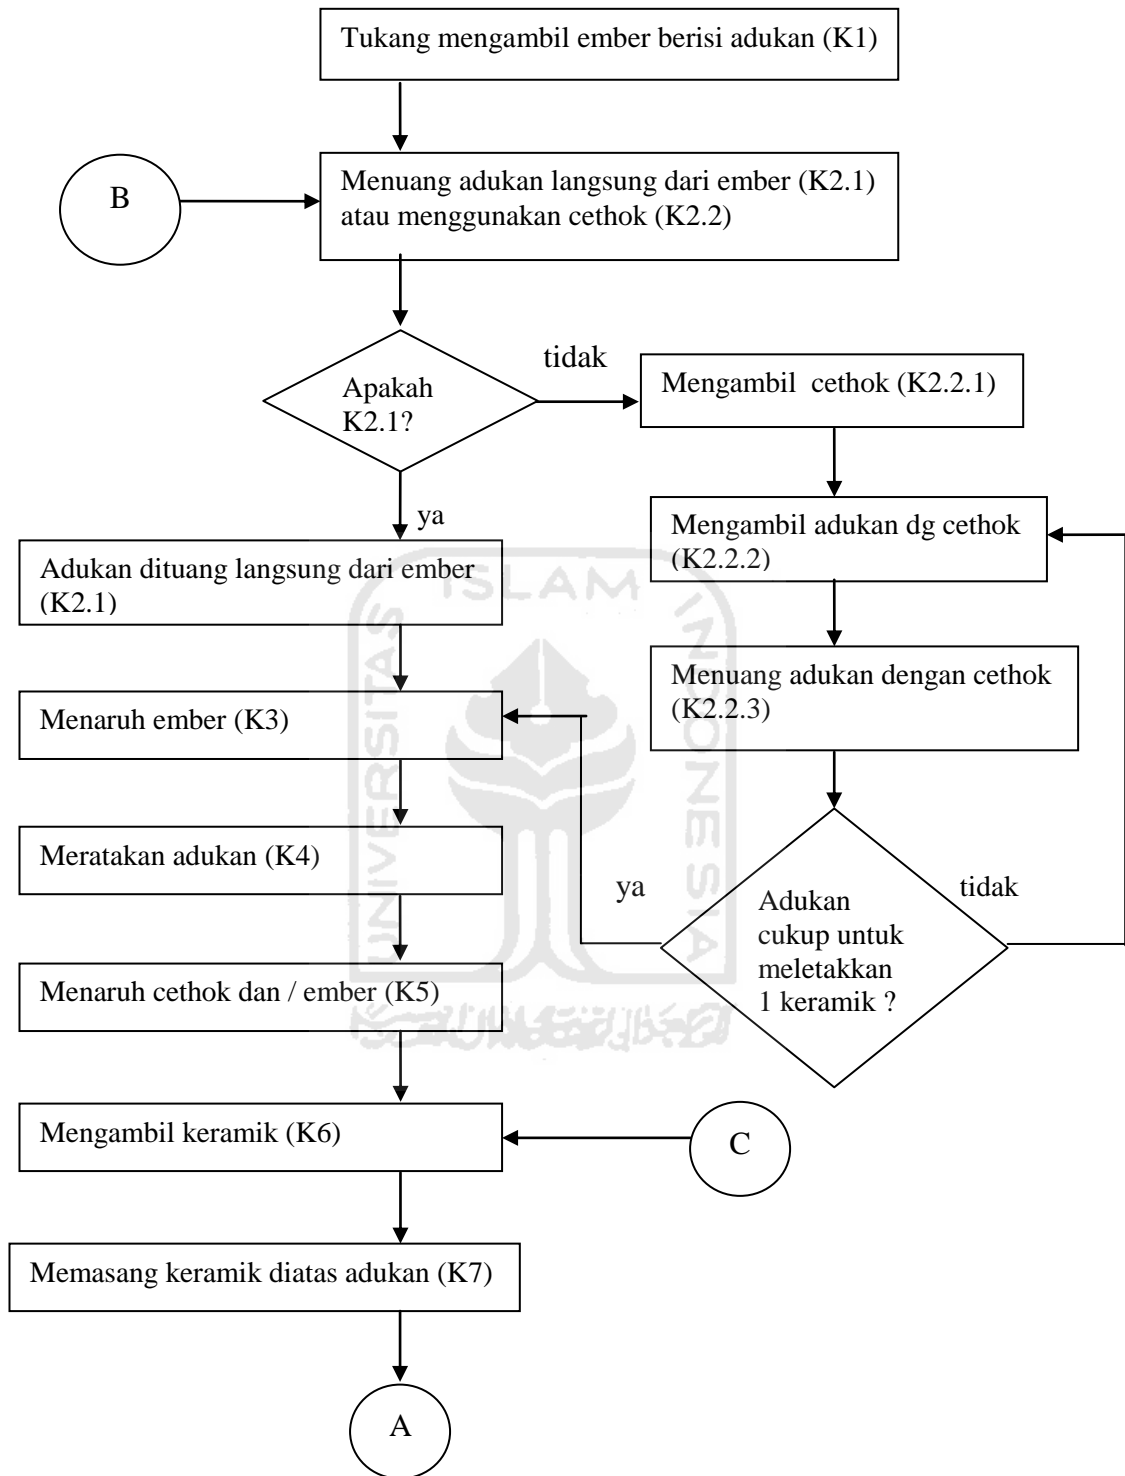 Tukang mengambil ember berisi adukan (K1)
B
Menuang adukan langsung dari ember (K2.1)
atau menggunakan cethok (K2.2)
Apakah
K2.1?
tidak
Mengambil cethok (K2.2.1)
ya
Mengambil adukan dg cethok
(K2.2.2)
Adukan dituang langsung dari ember
(K2.1)
Menuang adukan dengan cethok
(K2.2.3)
Menaruh ember (K3)
Meratakan adukan (K4)
ya
Adukan
cukup untuk
meletakkan
1 keramik ?
tidak
Menaruh cethok dan / ember (K5)
Mengambil keramik (K6)
C
Memasang keramik diatas adukan (K7)
A
UNIVERSITAS
ISLAM
INDONESIA